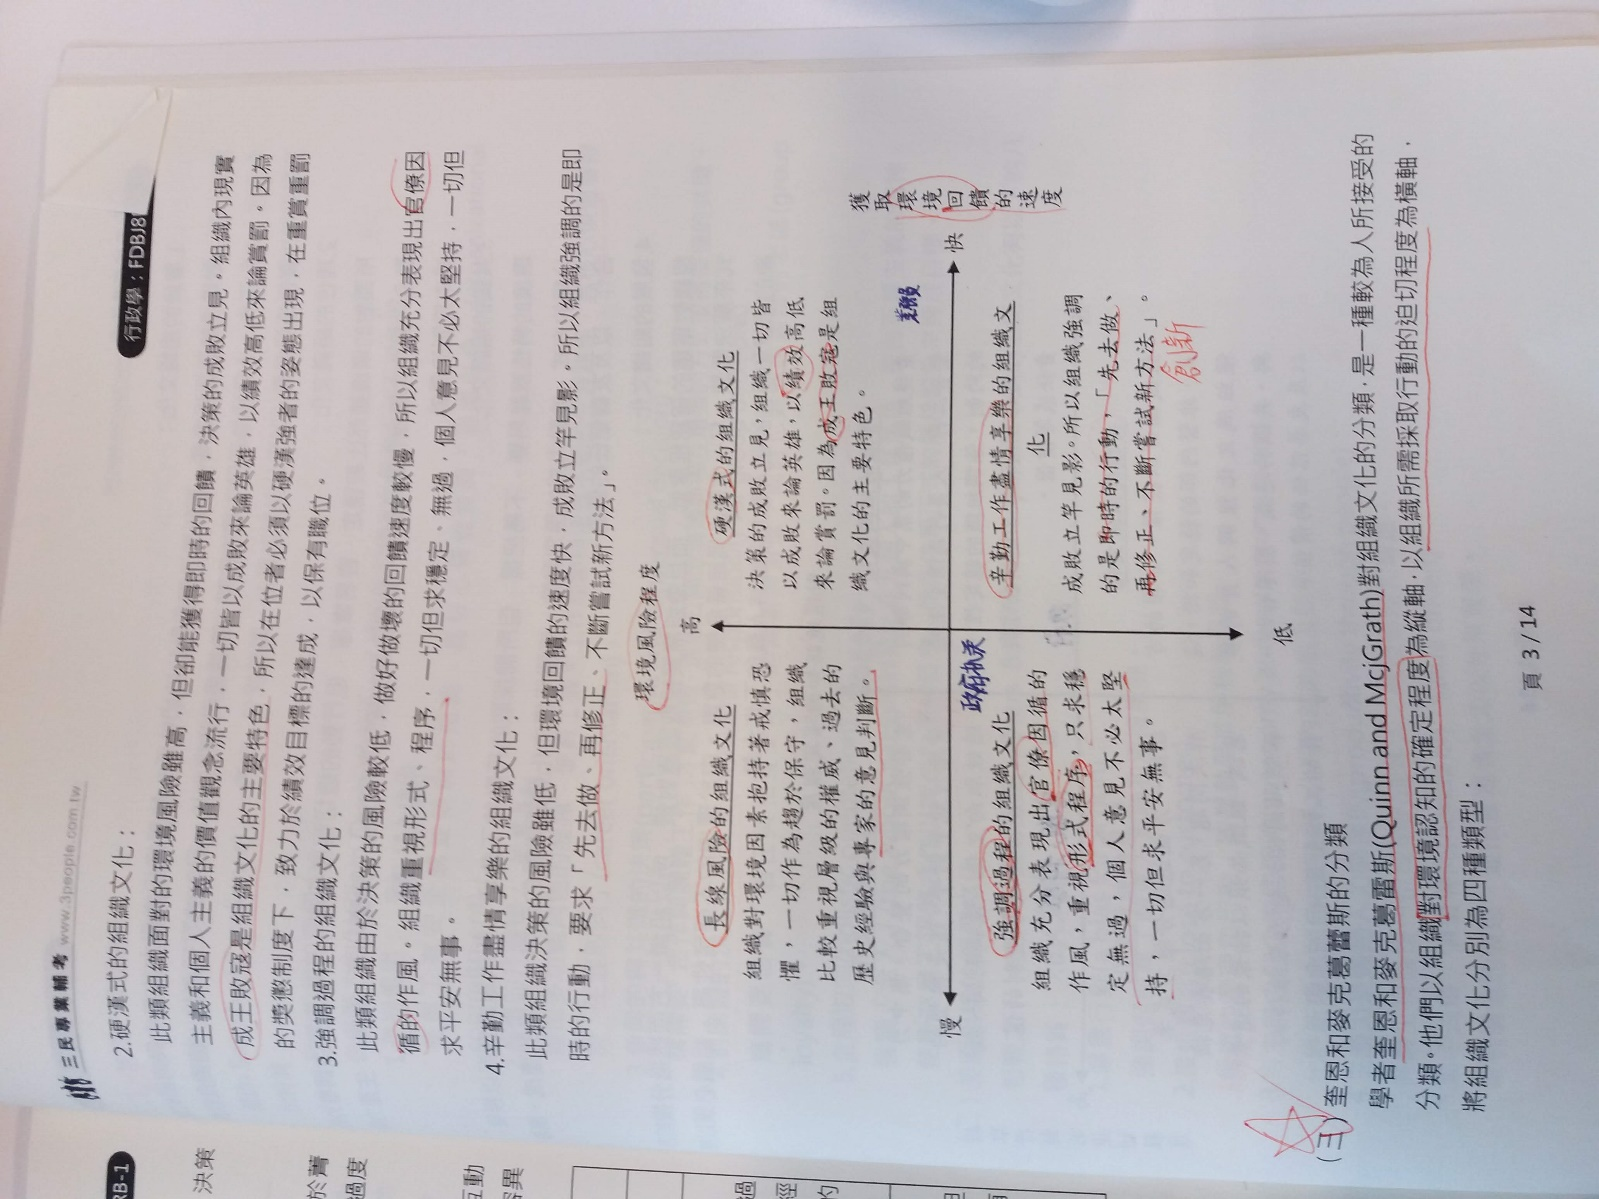 三民專業輔考 www.3people.com.tw
行政學：FDBJ8
2.硬漢式的組織文化：
此類組織面對的環境風險雖高，但卻能獲得即時的回饋，決策的成敗立見。組織內現實
主義和個人主義的價值觀念流行，一切皆以成敗來論英雄，以績效高低來論賞罰。因為
成王敗寇是組織文化的主要特色，所以在位者必須以硬漢強者的姿態出現，在重賞重罰
的獎懲制度下，致力於績效目標的達成，以保有職位。
3.強調過程的組織文化：
此類組織由於決策的風險較低，做好做壞的回饋速度較慢，所以組織充分表現出官僚因
循的作風。組織重視形式、程序，一切但求穩定、無過，個人意見不必太堅持，一切但
求平安無事。
4.辛勤工作盡情享樂的組織文化：
此類組織決策的風險雖低，但環境回饋的速度快，成敗立竿見影。所以組織強調的是即
時的行動，要求「先去做、再修正、不斷嘗試新方法」。
環境風險程度
高
長線風險的組織文化
組織對環境因素抱持著戒慎恐
懼，一切作為趨於保守，組織
比較重視層級的權威、過去的
歷史經驗與專家的意見判斷。
硬漢式的組織文化
決策的成敗立見，組織一切皆
以成敗來論英雄，以績效高低
來論賞罰。因為成王敗寇是組
織文化的主要特色。
慢
快
獲取環境回饋的速度
強調過程的組織文化
組織充分表現出官僚因循的
作風，重視形式程序，只求穩
定無過，個人意見不必太堅
持，一切但求平安無事。
辛勤工作盡情享樂的組織文
化
成敗立竿見影。所以組織強調
的是即時的行動，「先去做、
再修正、不斷嘗試新方法」。
創新
低
(三)奎恩和麥克葛蕾斯的分類
學者奎恩和麥克葛雷斯(Quinn and McjGrath)對組織文化的分類，是一種較為人所接受的
分類。他們以組織對環境認知的確定程度為縱軸，以組織所需採取行動的迫切程度為橫軸，
將組織文化分別為四種類型：
頁 3 / 14
RB-1
決策
於菁
過度
互動